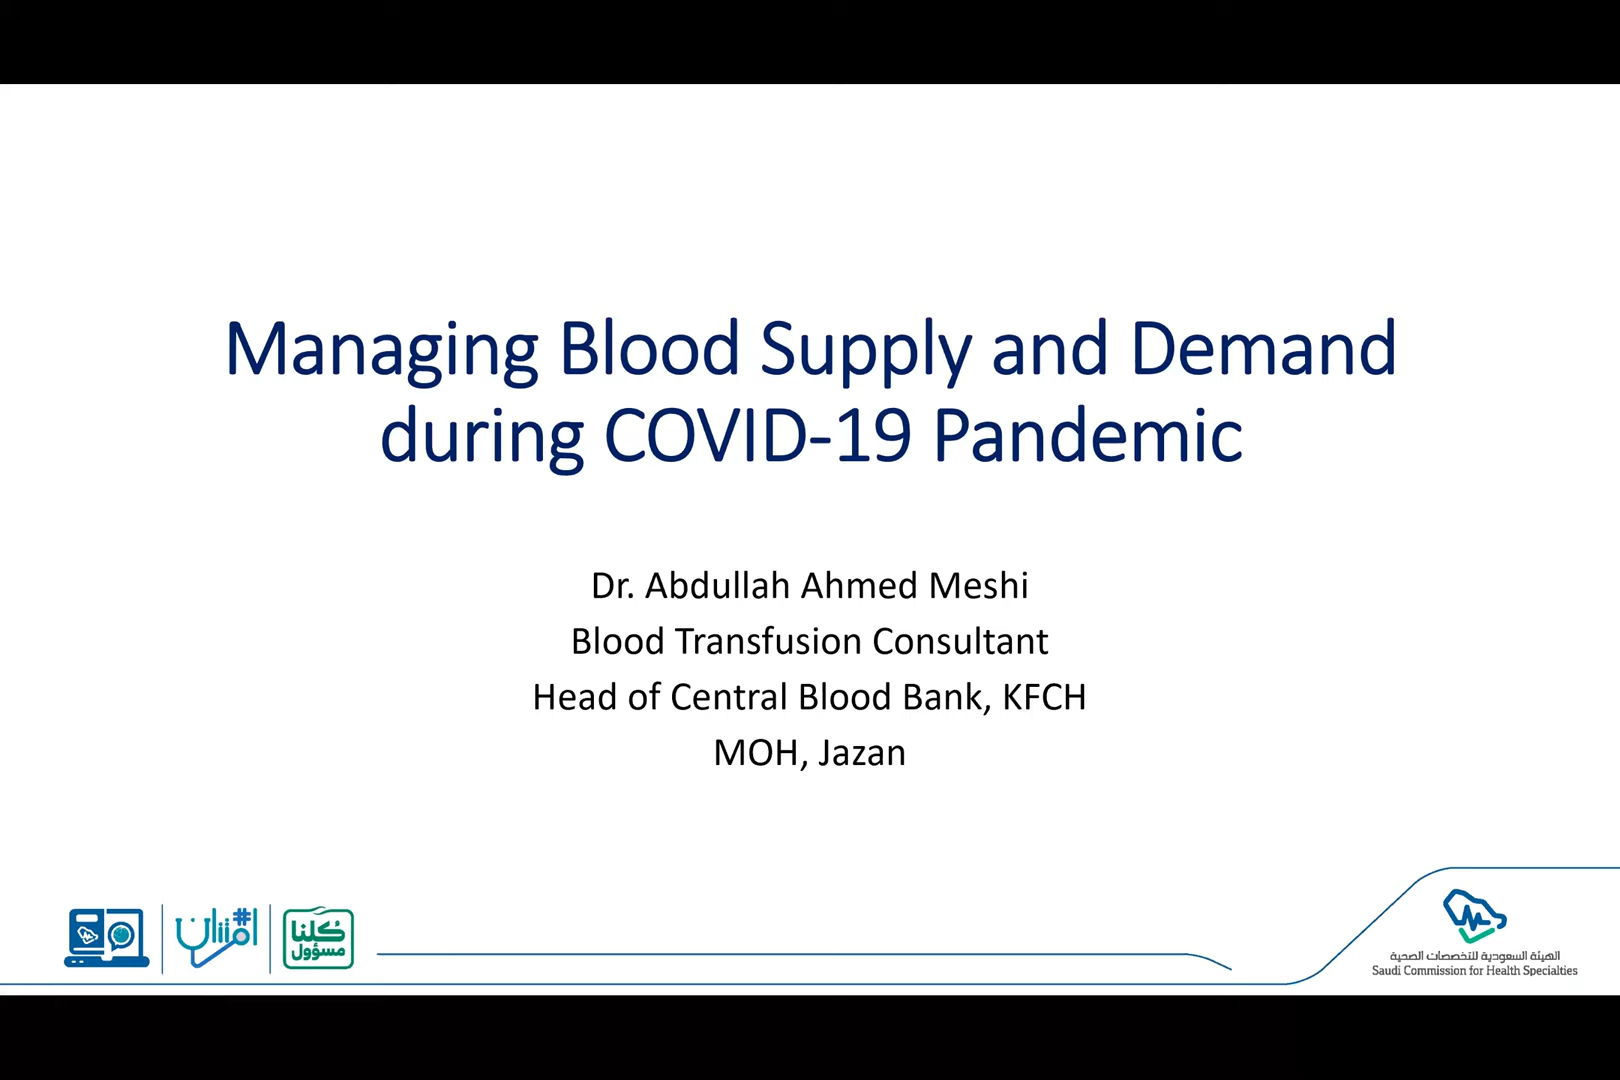 Managing Blood Supply and Demand
during COVID-19 Pandemic
Dr. Abdullah Ahmed Meshi
Blood Transfusion Consultant
Head of Central Blood Bank, KFCH
MOH, Jazan
#امتنان
كُلنا
مسؤول
الهيئة السعودية للتخصصات الصحية
Saudi Commission for Health Specialties